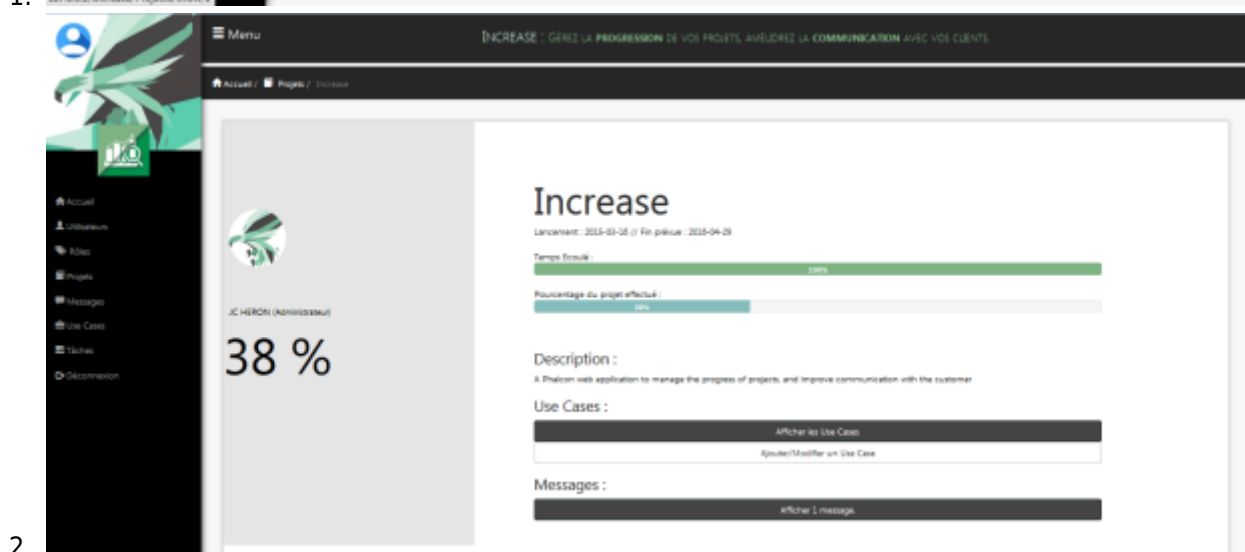 1.
Menu
INCREASE : GÉREZ LA PROGRESSION DE VOS PROJETS, AMÉLIOREZ LA COMMUNICATION AVEC VOS CLIENTS.
Accueil / Projets / Increase
Accueil
Utilisateurs
Rôles
Projets
Messages
Use Cases
Tâches
Déconnexion
JC HERON (Administrateur)
38 %
Increase
Lancement : 2015-03-16 // Fin prévue : 2016-04-29
Temps Ecoulé :
100%
Pourcentage du projet effectué :
38%
Description :
A Phalcon web application to manage the progress of projects, and improve communication with the customer
Use Cases :
Afficher les Use Cases
Ajouter/Modifier un Use Case
Messages :
Afficher 1 message.
2.